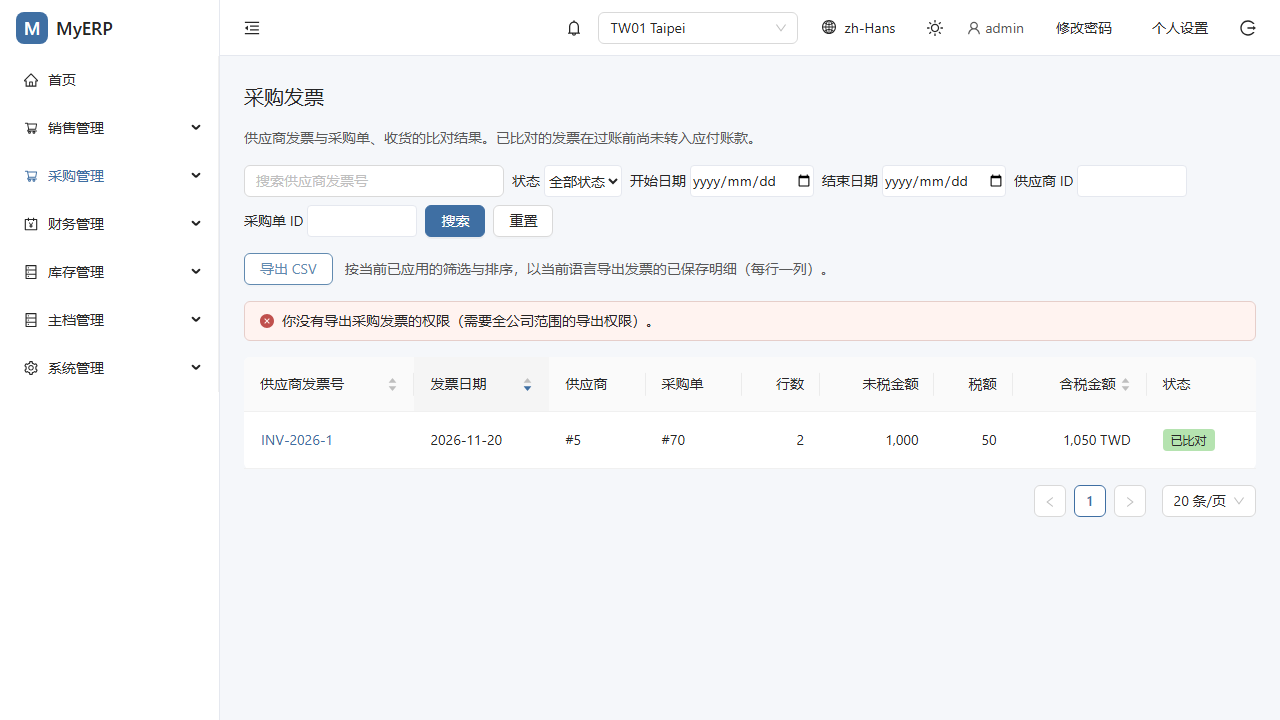 M MyERP
TW01 Taipei
zh-Hans
admin
修改密码
个人设置
首页
销售管理
采购管理
财务管理
库存管理
主档管理
系统管理
采购发票
供应商发票与采购单、收货的比对结果。已比对的发票在过账前尚未转入应付账款。
搜索供应商发票号 状态 全部状态 开始日期 yyyy/mm/dd 结束日期 yyyy/mm/dd 供应商 ID
采购单 ID 搜索 重置
导出 CSV 按当前已应用的筛选与排序，以当前语言导出发票的已保存明细（每行一列）。
你没有导出采购发票的权限（需要全公司范围的导出权限）。
供应商发票号 发票日期 供应商 采购单 行数 未税金额 税额 含税金额 状态
INV-2026-1 2026-11-20 #5 #70 2 1,000 50 1,050 TWD 已比对
1 20 条/页